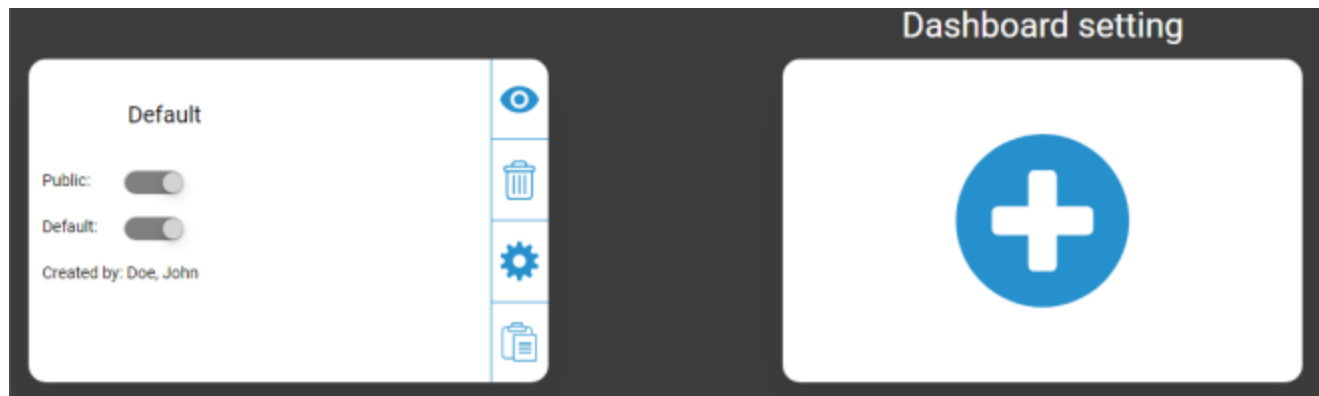 Dashboard setting
Default
Public:
Default:
Created by: Doe, John